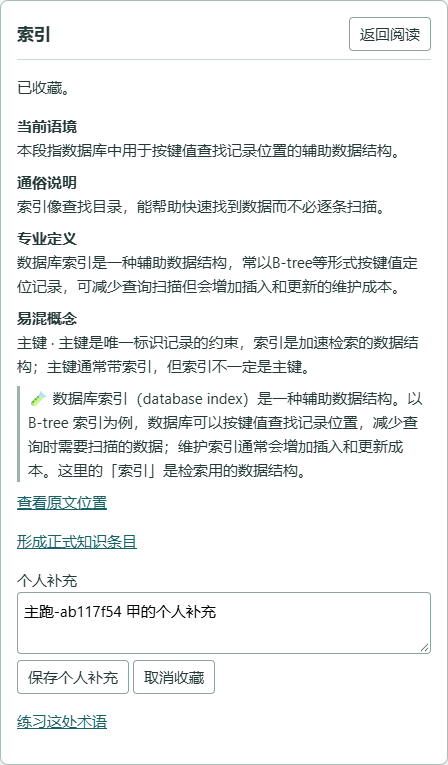 索引
返回阅读
已收藏。
当前语境
本段指数据库中用于按键值查找记录位置的辅助数据结构。
通俗说明
索引像查找目录，能帮助快速找到数据而不必逐条扫描。
专业定义
数据库索引是一种辅助数据结构，常以B-tree等形式按键值定
位记录，可减少查询扫描但会增加插入和更新的维护成本。
易混概念
主键 · 主键是唯一标识记录的约束，索引是加速检索的数据结
构；主键通常带索引，但索引不一定是主键。
数据库索引（database index）是一种辅助数据结构。以
B-tree 索引为例，数据库可以按键值查找记录位置，减少查
询时需要扫描的数据；维护索引通常会增加插入和更新成
本。这里的「索引」是检索用的数据结构。
查看原文位置
形成正式知识条目
个人补充
主跑-ab117f54 甲的个人补充
保存个人补充
取消收藏
练习这处术语